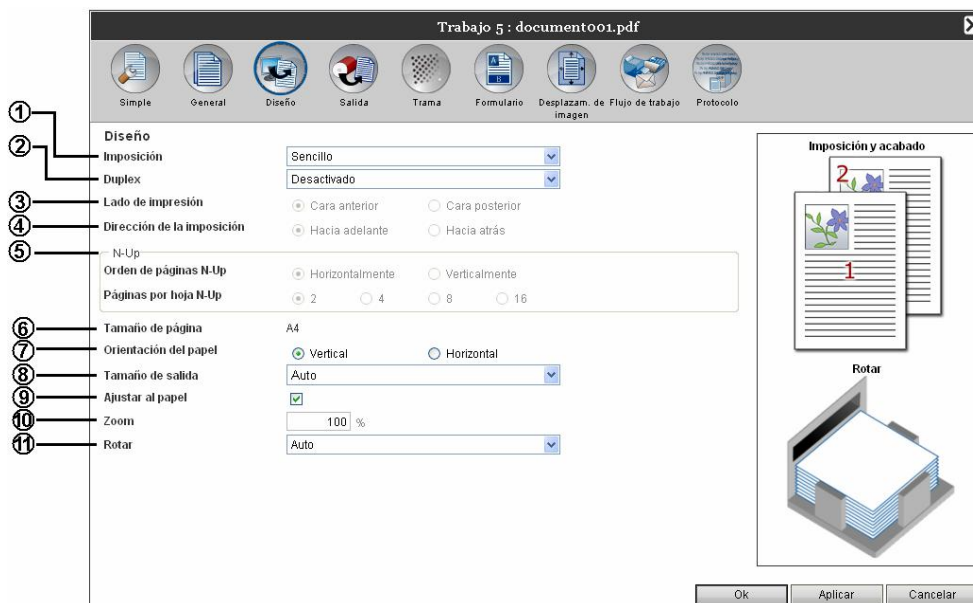 Trabajo 5 : document001.pdf X
Simple General Diseño Salida Trama Formulario Desplazam. de imagen Flujo de trabajo Protocolo
Diseño
① Imposición Sencillo
② Duplex Desactivado
③ Lado de impresión Cara anterior Cara posterior
④ Dirección de la imposición Hacia adelante Hacia atrás
⑤ N-Up
Orden de páginas N-Up Horizontalmente Verticalmente
Páginas por hoja N-Up 2 4 8 16
⑥ Tamaño de página A4
⑦ Orientación del papel Vertical Horizontal
⑧ Tamaño de salida Auto
⑨ Ajustar al papel
⑩ Zoom 100 %
⑪ Rotar Auto
Imposición y acabado
2
1
Rotar
Ok Aplicar Cancelar